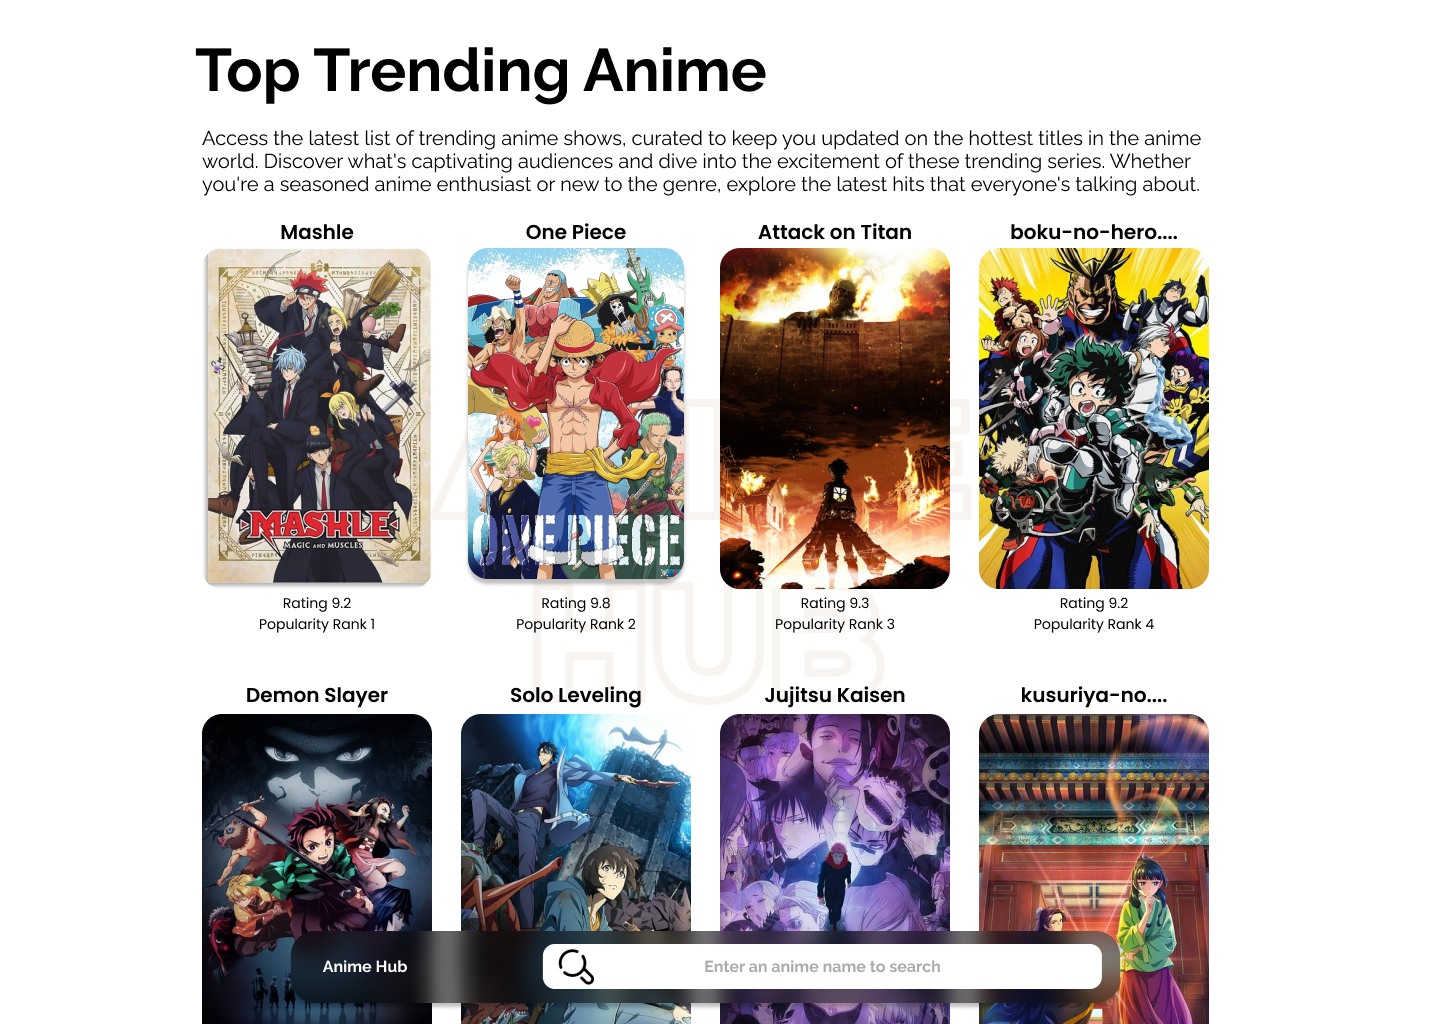 Top Trending Anime
Access the latest list of trending anime shows, curated to keep you updated on the hottest titles in the anime
world. Discover what's captivating audiences and dive into the excitement of these trending series. Whether
you're a seasoned anime enthusiast or new to the genre, explore the latest hits that everyone's talking about.
Mashle
One Piece
Attack on Titan
boku-no-hero....
MASHLE
MAGIC AND MUSCLES
ONE PIECE
HUB
Rating 9.2
Popularity Rank 1
Rating 9.8
Popularity Rank 2
Rating 9.3
Popularity Rank 3
Rating 9.2
Popularity Rank 4
Demon Slayer
Solo Leveling
Jujitsu Kaisen
kusuriya-no....
Anime Hub
Enter an anime name to search